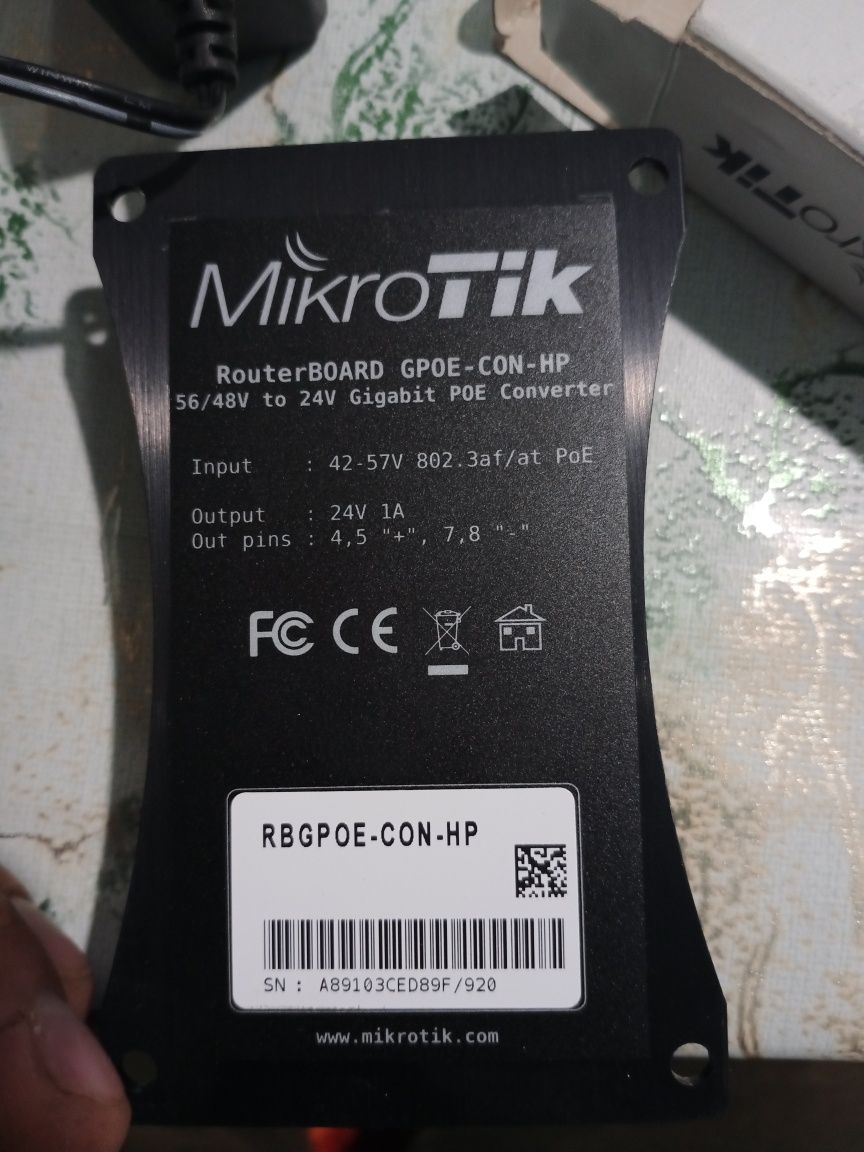 MikroTik
MikroTik
RouterBOARD GPOE-CON-HP
56/48V to 24V Gigabit POE Converter
Input : 42-57V 802.3af/at PoE
Output : 24V 1A
Out pins : 4,5 "+", 7,8 "-"
FC CE
RBGPOE-CON-HP
SN : A89103CED89F/920
www.mikrotik.com